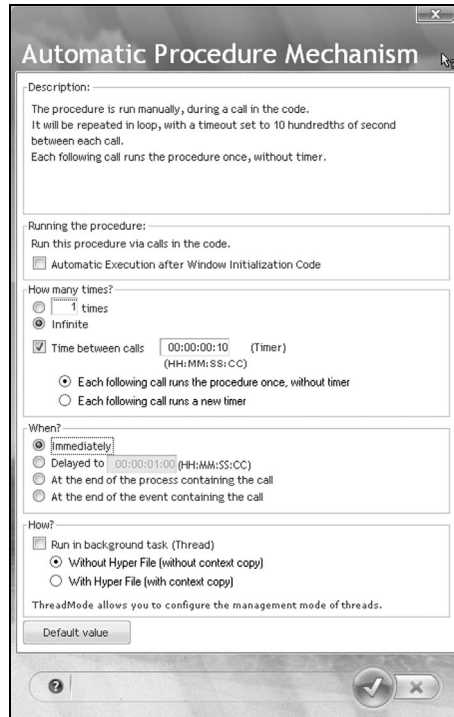 Automatic Procedure Mechanism
Description:
The procedure is run manually, during a call in the code.
It will be repeated in loop, with a timeout set to 10 hundredths of second
between each call.
Each following call runs the procedure once, without timer.
Running the procedure:
Run this procedure via calls in the code.
Automatic Execution after Window Initialization Code
How many times?
1 times
Infinite
Time between calls 00:00:00:10 (Timer)
(HH:MM:SS:CC)
Each following call runs the procedure once, without timer
Each following call runs a new timer
When?
Immediately
Delayed to 00:00:01:00 (HH:MM:SS:CC)
At the end of the process containing the call
At the end of the event containing the call
How?
Run in background task (Thread)
Without Hyper File (without context copy)
With Hyper File (with context copy)
ThreadMode allows you to configure the management mode of threads.
Default value